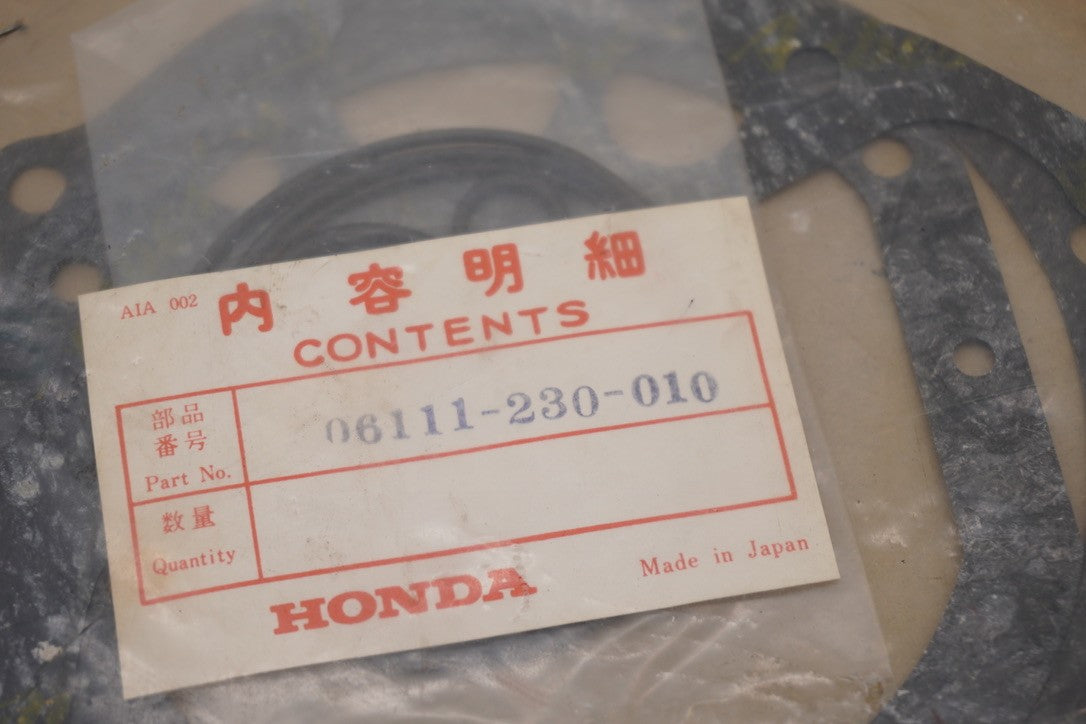 AIA 002
内容明細
CONTENTS
部品
番号
Part No.
06111-230-010
数量
Quantity
HONDA
Made in Japan